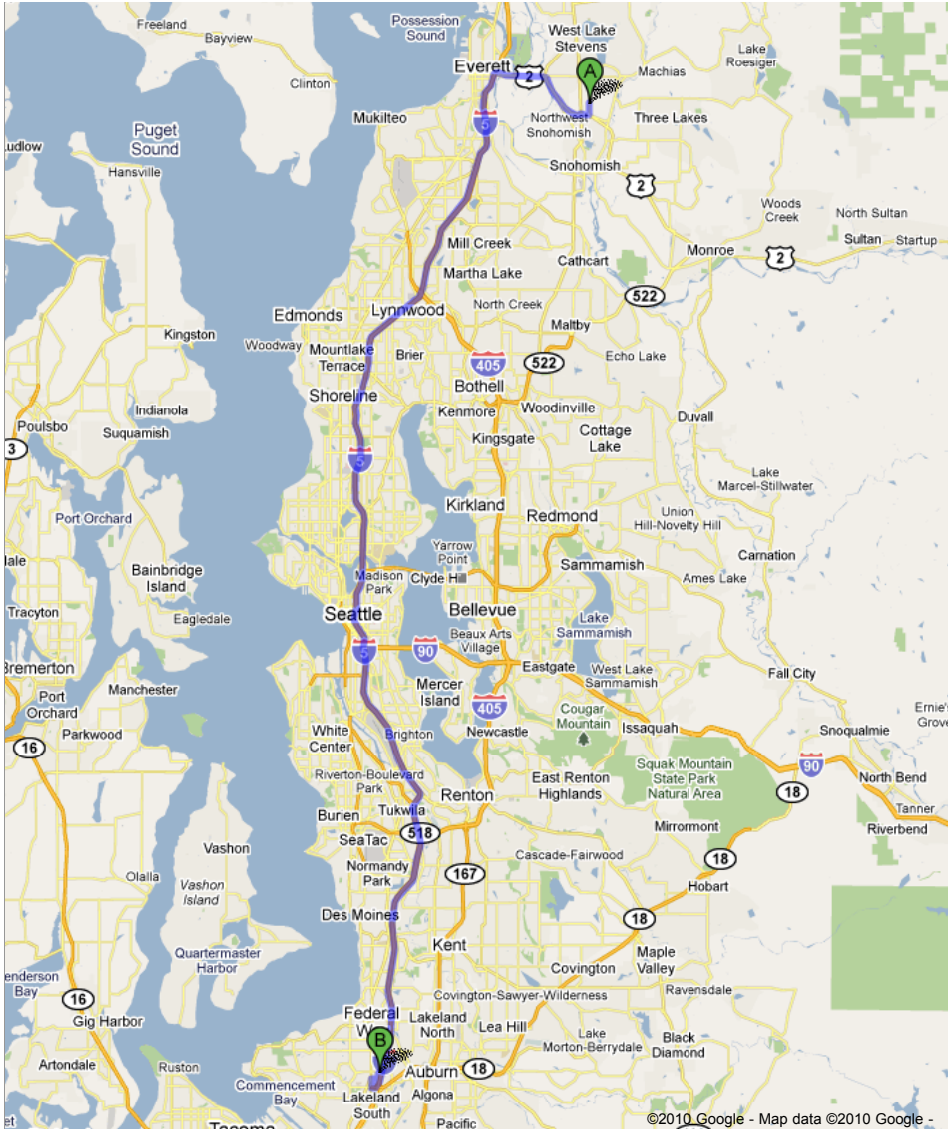 Freeland
Bayview
Possession
Sound
West Lake
Stevens
Lake
Roesiger
Everett
2
A
Machias
Clinton
Mukilteo
5
Northwest
Snohomish
Three Lakes
Puget
Sound
Hansville
Snohomish
2
Woods
Creek
North Sultan
Mill Creek
Monroe
Sultan
Startup
2
Cathcart
Martha Lake
522
North Creek
Edmonds
Lynnwood
Kingston
Maltby
Woodway
Mountlake
Terrace
Brier
405
522
Echo Lake
Bothell
Shoreline
Indianola
Kenmore
Woodinville
Duvall
Poulsbo
Suquamish
Kingsgate
Cottage
Lake
3
5
Lake
Marcel-Stillwater
Kirkland
Redmond
Union
Hill-Novelty Hill
Port Orchard
Yarrow
Point
Carnation
Bainbridge
Island
Madison
Park
Clyde H
Sammamish
Ames Lake
Tracyton
Eagledale
Seattle
Bellevue
Lake
Sammamish
Beaux Arts
Village
5
90
Eastgate
West Lake
Sammamish
Fall City
Bremerton
Manchester
Port
Orchard
Mercer
Island
405
Cougar
Mountain
Issaquah
Snoqualmie
Parkwood
16
White
Center
Brighton
Newcastle
Squak Mountain
State Park
Natural Area
90
North Bend
Riverton-Boulevard
Park
Renton
East Renton
Highlands
18
Tanner
Riverbend
Tukwila
Burien
518
Mirrormont
SeaTac
Vashon
Cascade-Fairwood
18
Normandy
Park
167
Olalla
Vashon
Island
Hobart
Des Moines
18
Kent
Quartermaster
Harbor
Maple
Valley
Covington
Ravensdale
16
Covington-Sawyer-Wilderness
Gig Harbor
Federal
Lakeland
North
Lea Hill
B
Lake
Morton-Berrydale
Black
Diamond
Artondale
Ruston
Auburn
18
Commencement
Bay
Lakeland
South
Algona
Pacific
Tacoma
©2010 Google - Map data ©2010 Google -